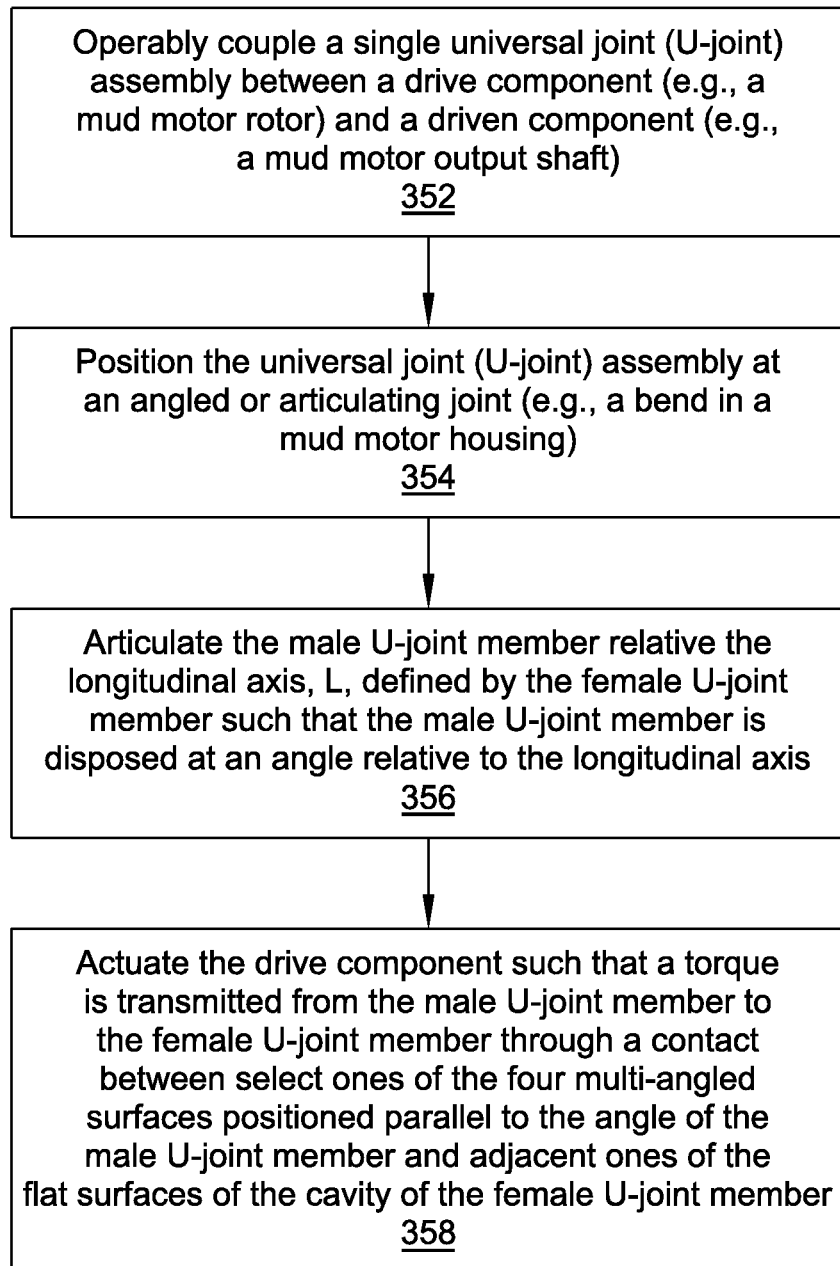 Operably couple a single universal joint (U-joint)
assembly between a drive component (e.g., a
mud motor rotor) and a driven component (e.g.,
a mud motor output shaft)
352
Position the universal joint (U-joint) assembly at
an angled or articulating joint (e.g., a bend in a
mud motor housing)
354
Articulate the male U-joint member relative the
longitudinal axis, L, defined by the female U-joint
member such that the male U-joint member is
disposed at an angle relative to the longitudinal axis
356
Actuate the drive component such that a torque
is transmitted from the male U-joint member to
the female U-joint member through a contact
between select ones of the four multi-angled
surfaces positioned parallel to the angle of the
male U-joint member and adjacent ones of the
flat surfaces of the cavity of the female U-joint member
358